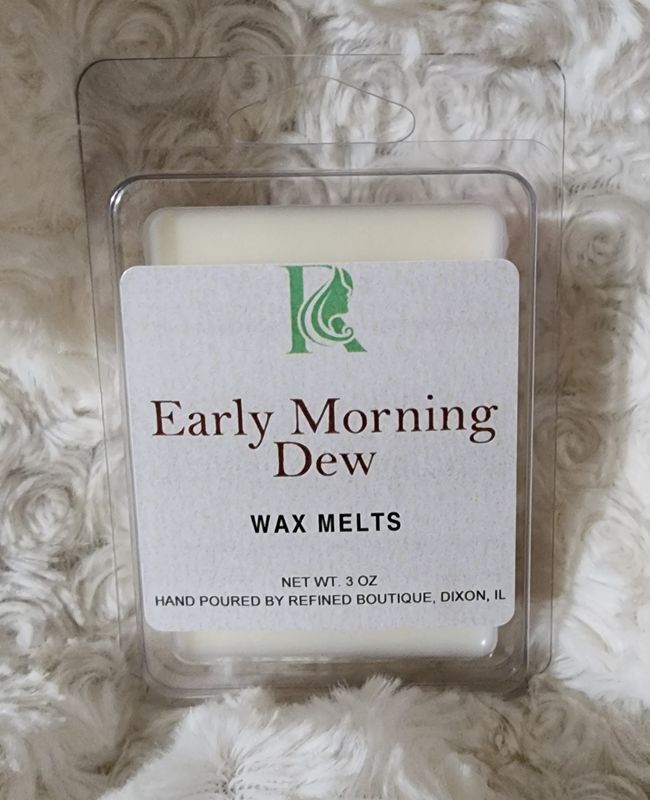 R
Early Morning
Dew
WAX MELTS
NET WT. 3 OZ
HAND POURED BY REFINED BOUTIQUE, DIXON, IL